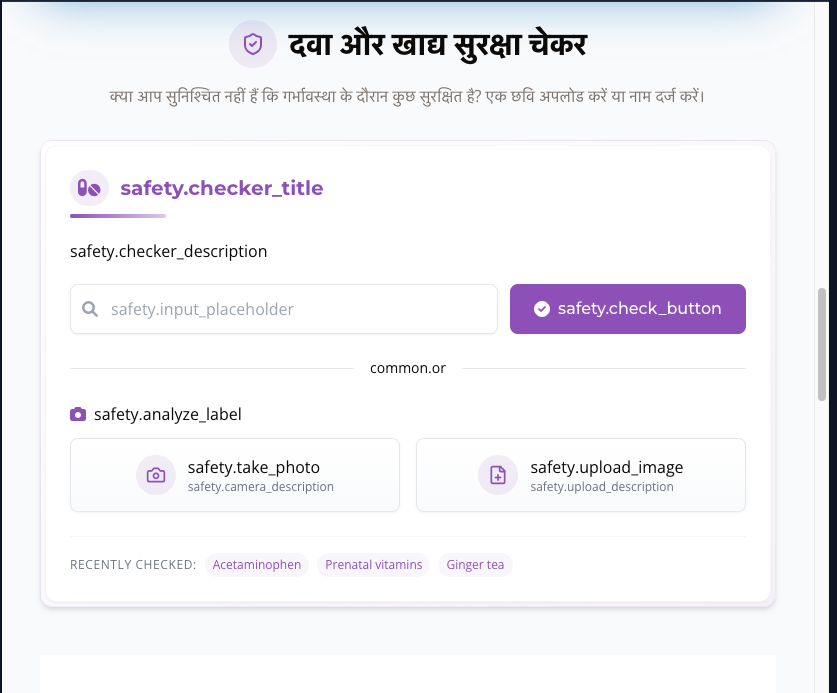 दवा और खाद्य सुरक्षा चेकर
क्या आप सुनिश्चित नहीं हैं कि गर्भावस्था के दौरान कुछ सुरक्षित है? एक छवि अपलोड करें या नाम दर्ज करें।
safety.checker_title
safety.checker_description
safety.input_placeholder
safety.check_button
common.or
safety.analyze_label
safety.take_photo
safety.camera_description
safety.upload_image
safety.upload_description
RECENTLY CHECKED: Acetaminophen Prenatal vitamins Ginger tea